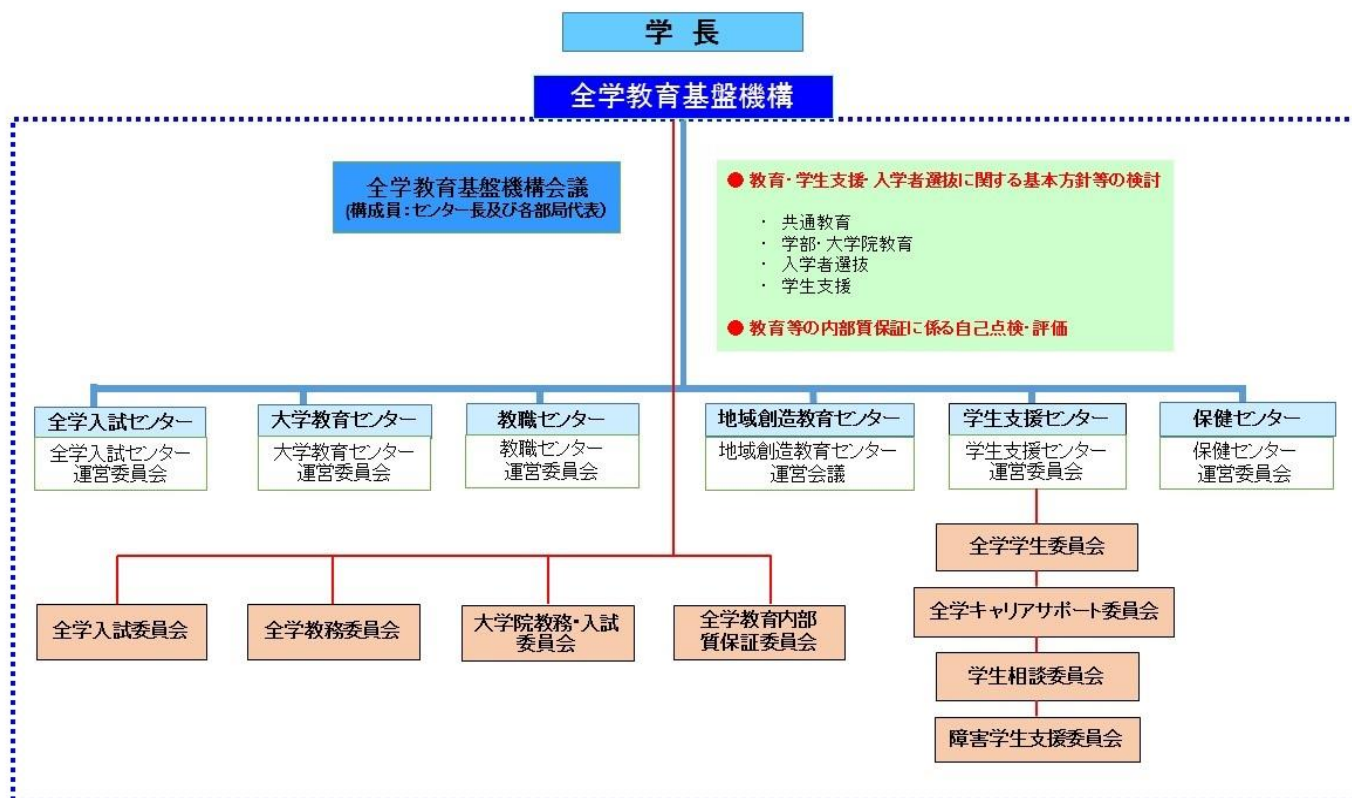 学 長
全学教育基盤機構
全学教育基盤機構会議
(構成員：センター長及び各部局代表)
● 教育・学生支援・入学者選抜に関する基本方針等の検討
・ 共通教育
・ 学部・大学院教育
・ 入学者選抜
・ 学生支援
● 教育等の内部質保証に係る自己点検・評価
全学入試センター
全学入試センター
運営委員会
大学教育センター
大学教育センター
運営委員会
教職センター
教職センター
運営委員会
地域創造教育センター
地域創造教育センター
運営会議
学生支援センター
学生支援センター
運営委員会
保健センター
保健センター
運営委員会
全学入試委員会
全学教務委員会
大学院教務・入試
委員会
全学教育内部
質保証委員会
全学学生委員会
全学キャリアサポート委員会
学生相談委員会
障害学生支援委員会